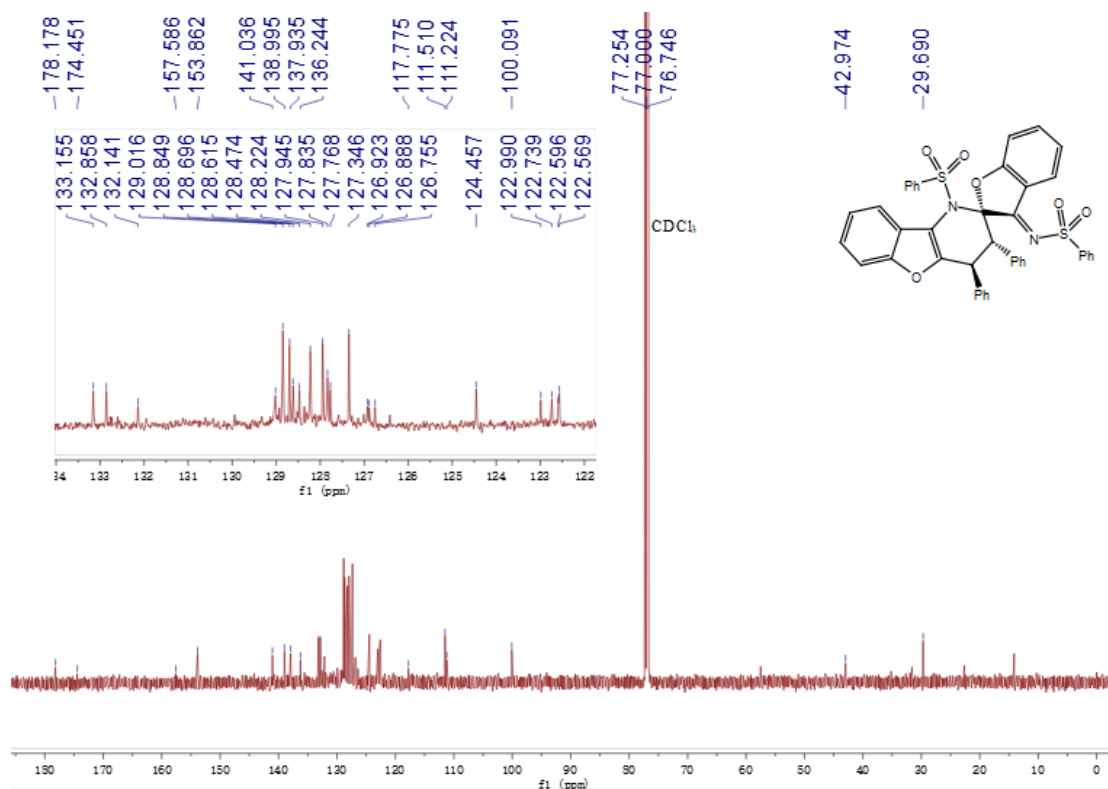 178.178
174.451
157.586
153.862
141.036
138.995
137.935
136.244
117.775
111.510
111.224
100.091
77.254
77.000
76.746
42.974
29.690
133.155
132.858
132.141
129.016
128.849
128.696
128.615
128.474
128.224
127.945
127.835
127.768
127.346
126.923
126.888
126.755
124.457
122.990
122.739
122.596
122.569
34 133 132 131 130 129 128 127 126 125 124 123 122
f1 (ppm)
CDCl₃
O
O
S
Ph
N
O
O
O
N
S
Ph
Ph
Ph
O
180 170 160 150 140 130 120 110 100 90 80 70 60 50 40 30 20 10 0
f1 (ppm)